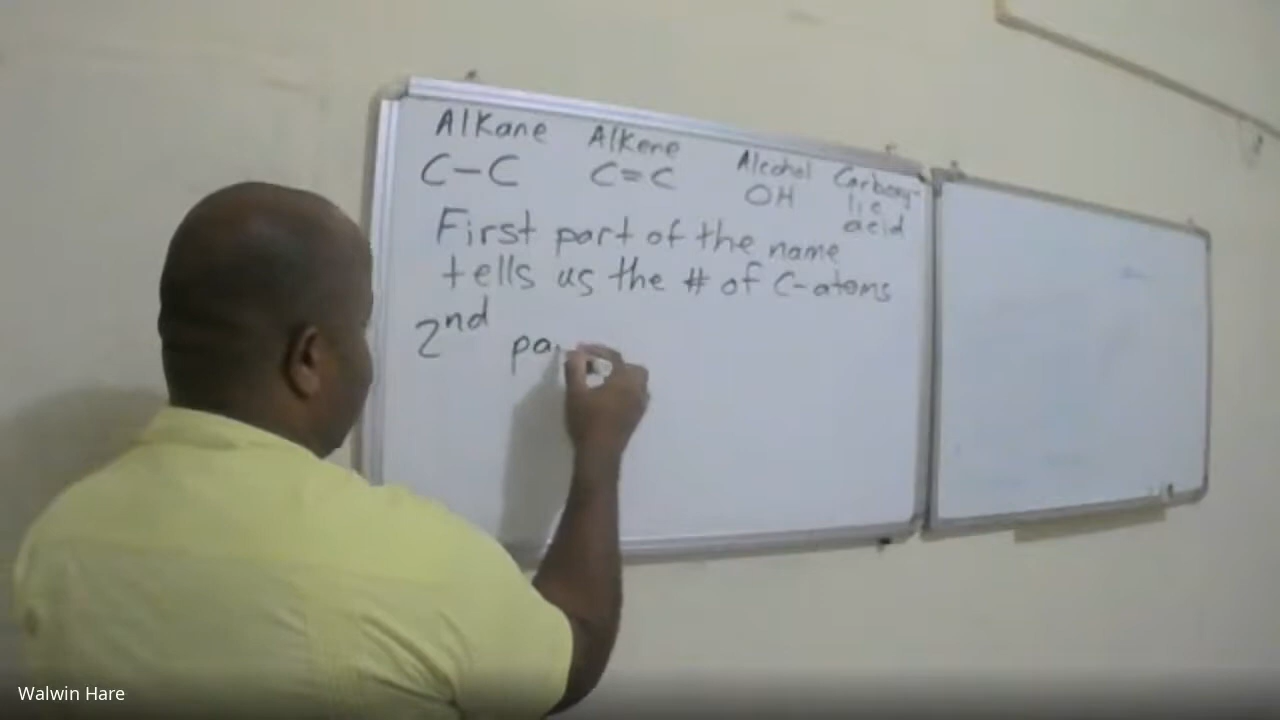 Alkane Alkene Alcohol Carboxy-
C-C C=C OH lic
acid
First part of the name
tells us the # of C-atoms
2nd pa
Walwin Hare